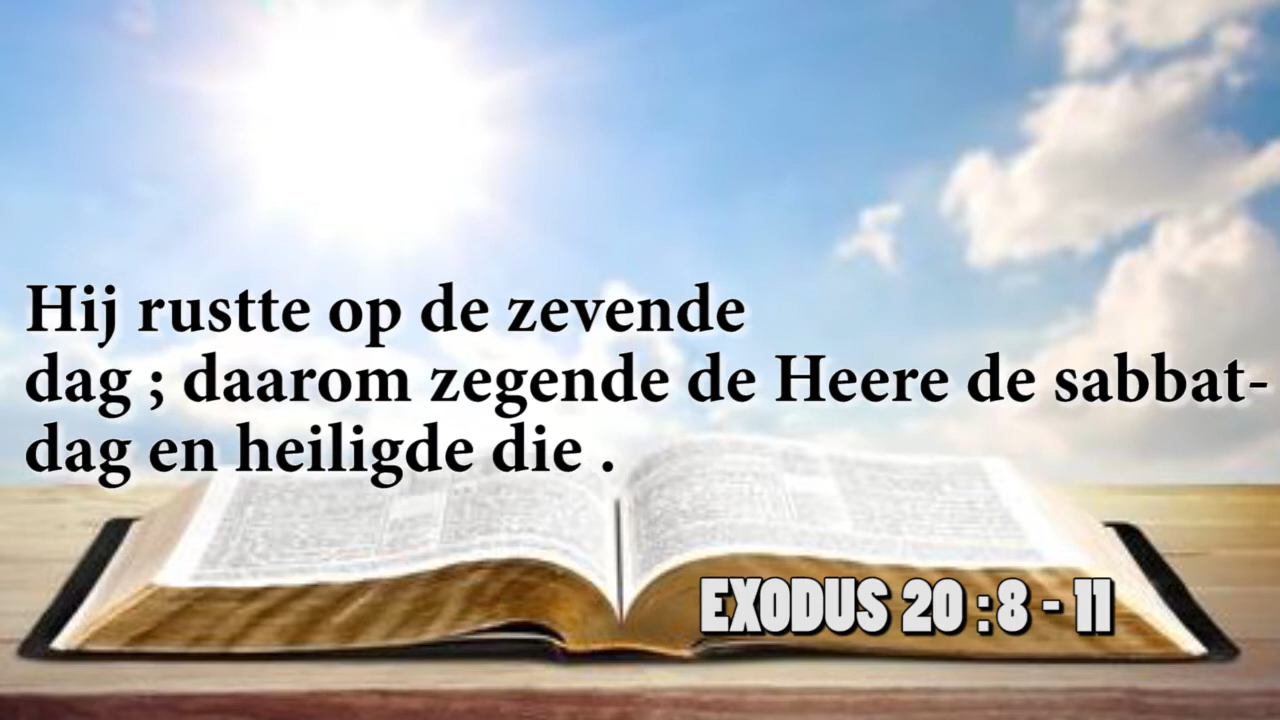 Hij rustte op de zevende
dag ; daarom zegende de Heere de sabbat-
dag en heiligde die .
EXODUS 20 : 8 - 11